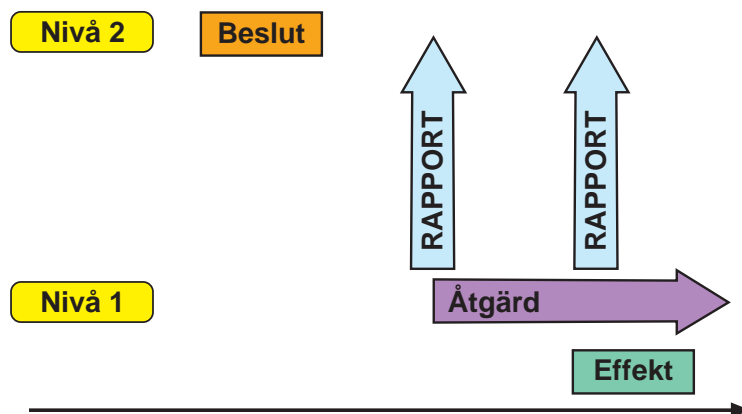 Nivå 2
Beslut
RAPPORT
RAPPORT
Nivå 1
Åtgärd
Effekt